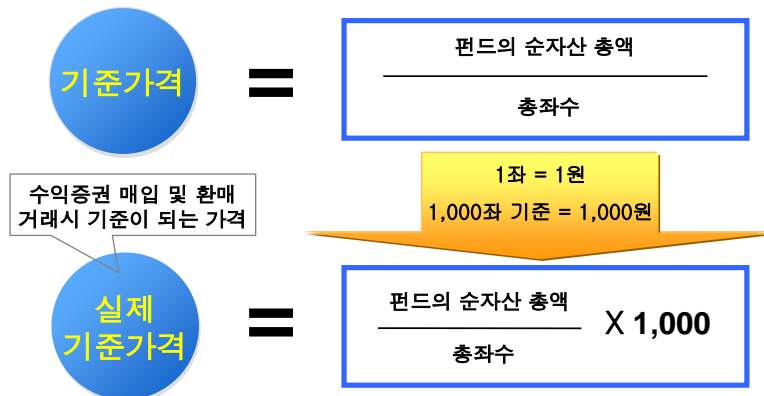 기준가격
=
펀드의 순자산 총액
총좌수
1좌 = 1원
1,000좌 기준 = 1,000원
수익증권 매입 및 환매
거래시 기준이 되는 가격
실제
기준가격
=
펀드의 순자산 총액
총좌수
X 1,000